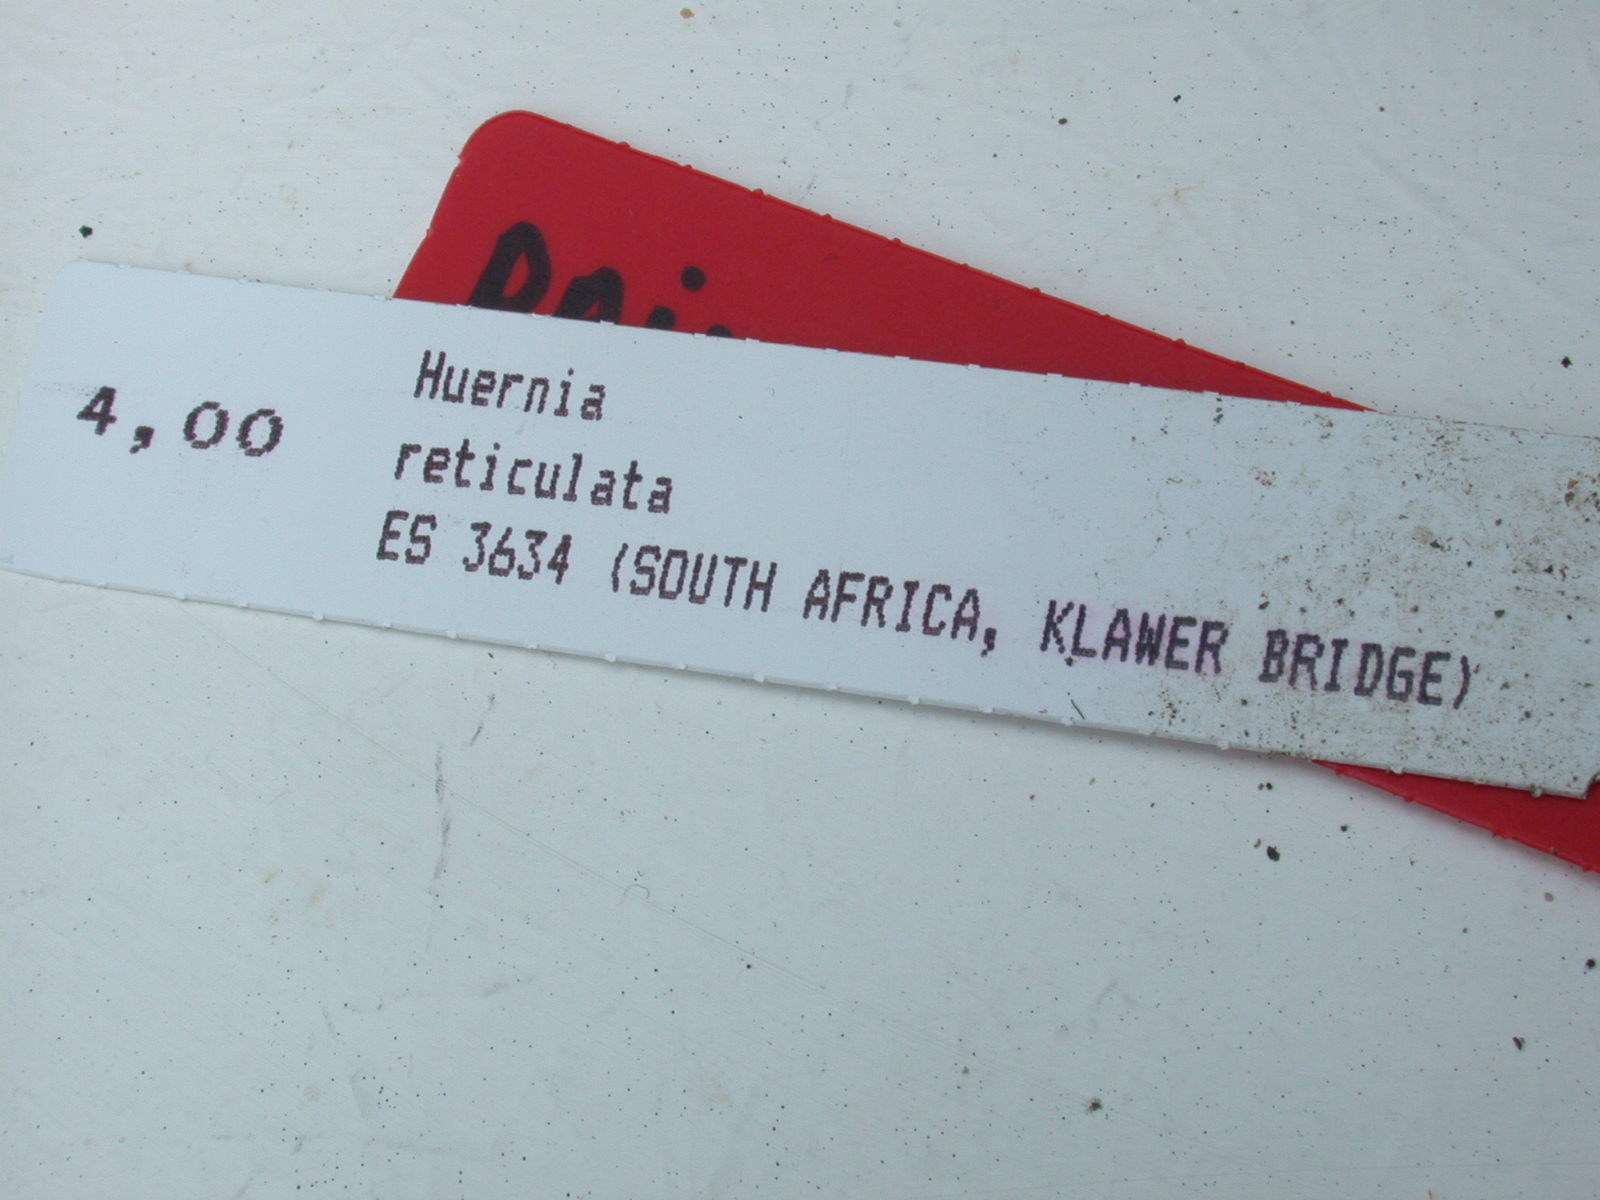 4,00
Huernia
reticulata
ES 3634 (SOUTH AFRICA, KLAWER BRIDGE)